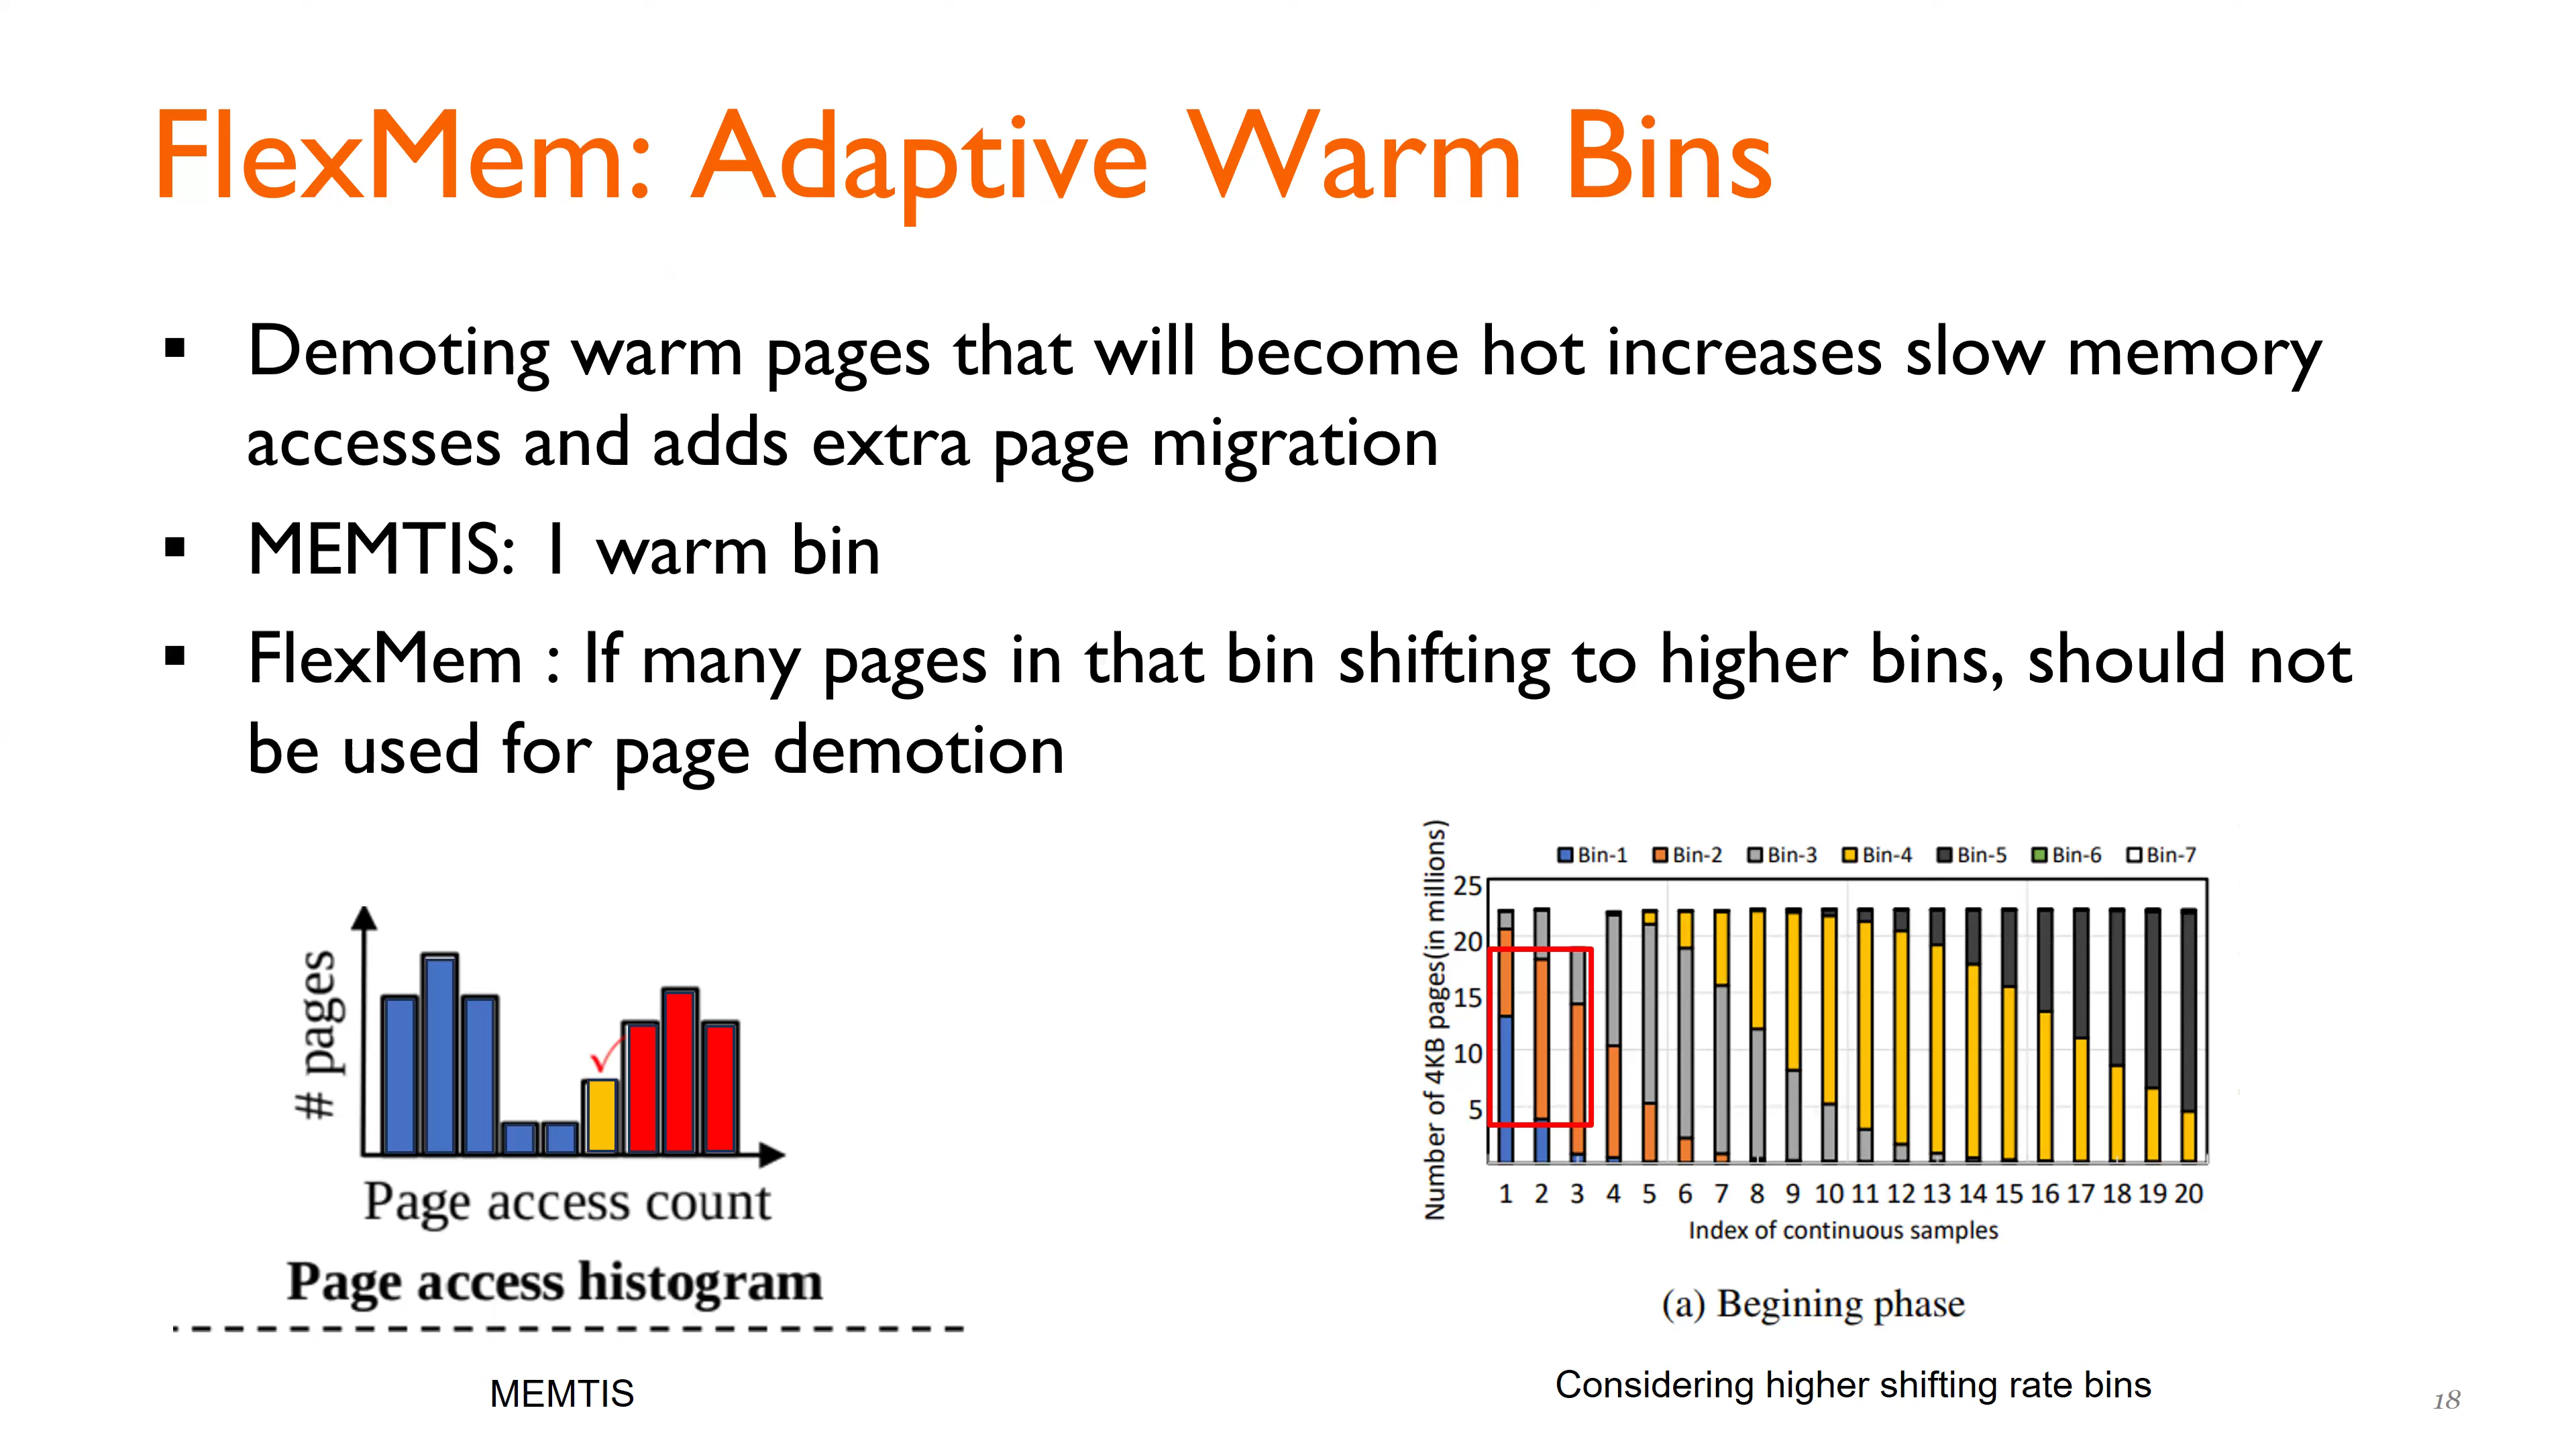 FlexMem: Adaptive Warm Bins
▪ Demoting warm pages that will become hot increases slow memory
accesses and adds extra page migration
▪ MEMTIS: 1 warm bin
▪ FlexMem : If many pages in that bin shifting to higher bins, should not
be used for page demotion
# pages
Page access count
Page access histogram
MEMTIS
Number of 4KB pages(in millions)
Bin-1 Bin-2 Bin-3 Bin-4 Bin-5 Bin-6 Bin-7
25
20
15
10
5
1 2 3 4 5 6 7 8 9 10 11 12 13 14 15 16 17 18 19 20
Index of continuous samples
(a) Begining phase
Considering higher shifting rate bins
18